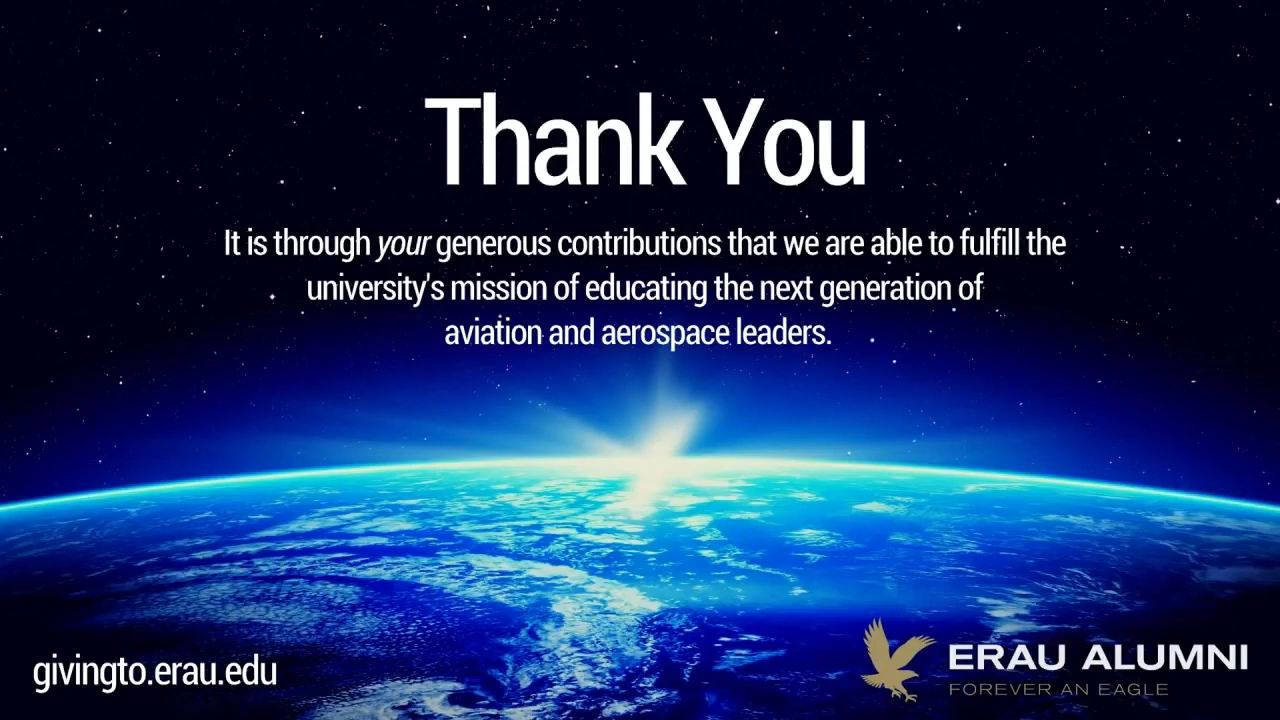 Thank You
It is through your generous contributions that we are able to fulfill the
university's mission of educating the next generation of
aviation and aerospace leaders.
givingto.erau.edu
ERAU ALUMNI
FOREVER AN EAGLE